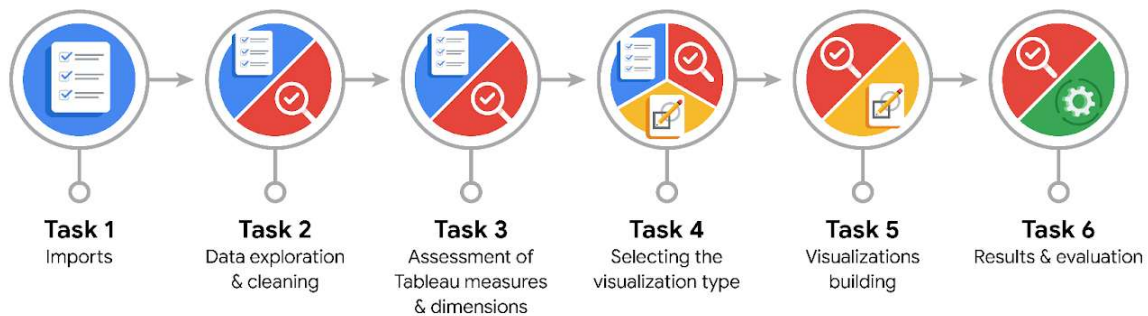 Task 1
Imports
Task 2
Data exploration
& cleaning
Task 3
Assessment of
Tableau measures
& dimensions
Task 4
Selecting the
visualization type
Task 5
Visualizations
building
Task 6
Results & evaluation